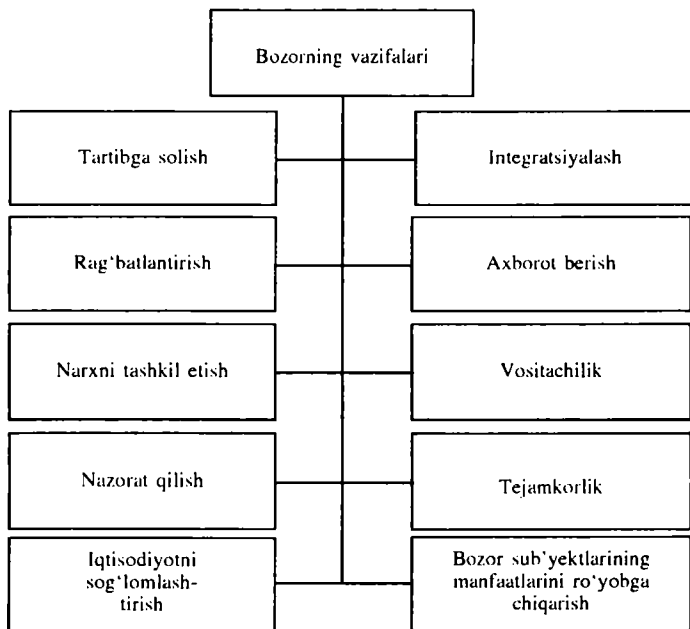 Bozorning vazifalari
Tartibga solish
Integratsiyalash
Rag‘batlantirish
Axborot berish
Narxni tashkil etish
Vositachilik
Nazorat qilish
Tejamkorlik
Iqtisodiyotni
sog‘lomlash-
tirish
Bozor sub’yektlarining
manfaatlarini ro‘yobga
chiqarish